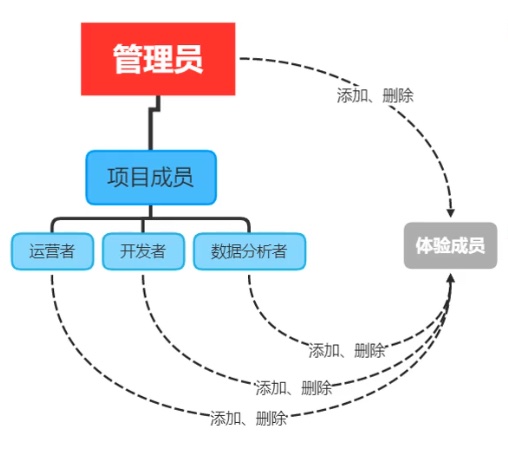 管理员
添加、删除
项目成员
运营者
开发者
数据分析者
体验成员
添加、删除
添加、删除
添加、删除